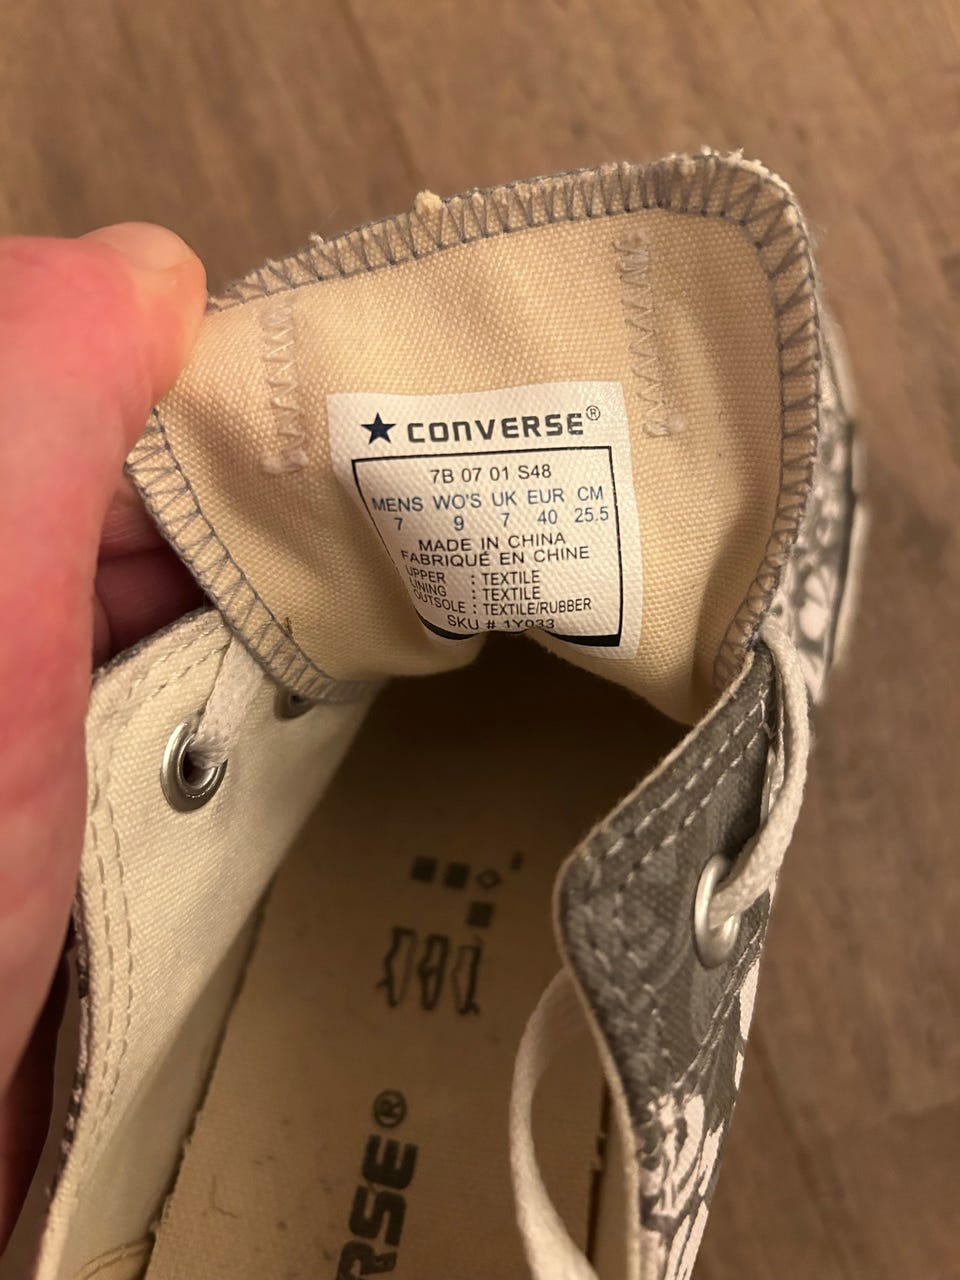 ★ CONVERSE®
7B 07 01 S48
MENS WO'S UK EUR CM
7 9 7 40 25.5
MADE IN CHINA
FABRIQUÉ EN CHINE
UPPER : TEXTILE
LINING : TEXTILE
OUTSOLE : TEXTILE/RUBBER
SKU # 1Y033
RSE®